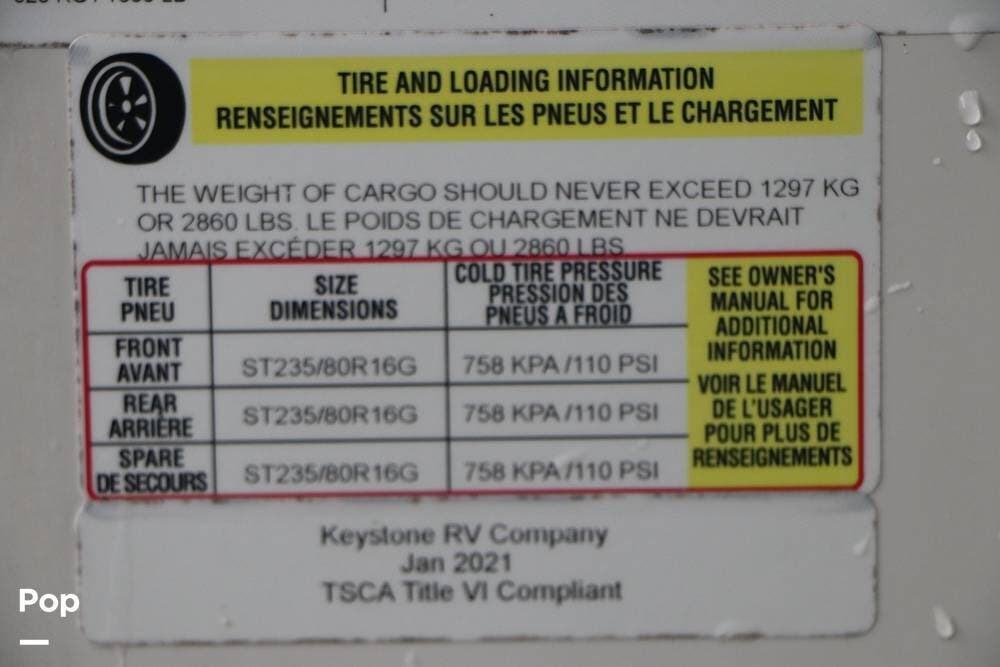 TIRE AND LOADING INFORMATION
RENSEIGNEMENTS SUR LES PNEUS ET LE CHARGEMENT
THE WEIGHT OF CARGO SHOULD NEVER EXCEED 1297 KG
OR 2860 LBS. LE POIDS DE CHARGEMENT NE DEVRAIT
JAMAIS EXCÉDER 1297 KG OU 2860 LBS
TIRE
PNEU
SIZE
DIMENSIONS
COLD TIRE PRESSURE
PRESSION DES
PNEUS A FROID
SEE OWNER'S
MANUAL FOR
ADDITIONAL
INFORMATION
VOIR LE MANUEL
DE L'USAGER
POUR PLUS DE
RENSEIGNEMENTS
FRONT
AVANT
ST235/80R16G
758 KPA /110 PSI
REAR
ARRIÈRE
ST235/80R16G
758 KPA /110 PSI
SPARE
DE SECOURS
ST235/80R16G
758 KPA /110 PSI
Keystone RV Company
Jan 2021
TSCA Title VI Compliant
Pop